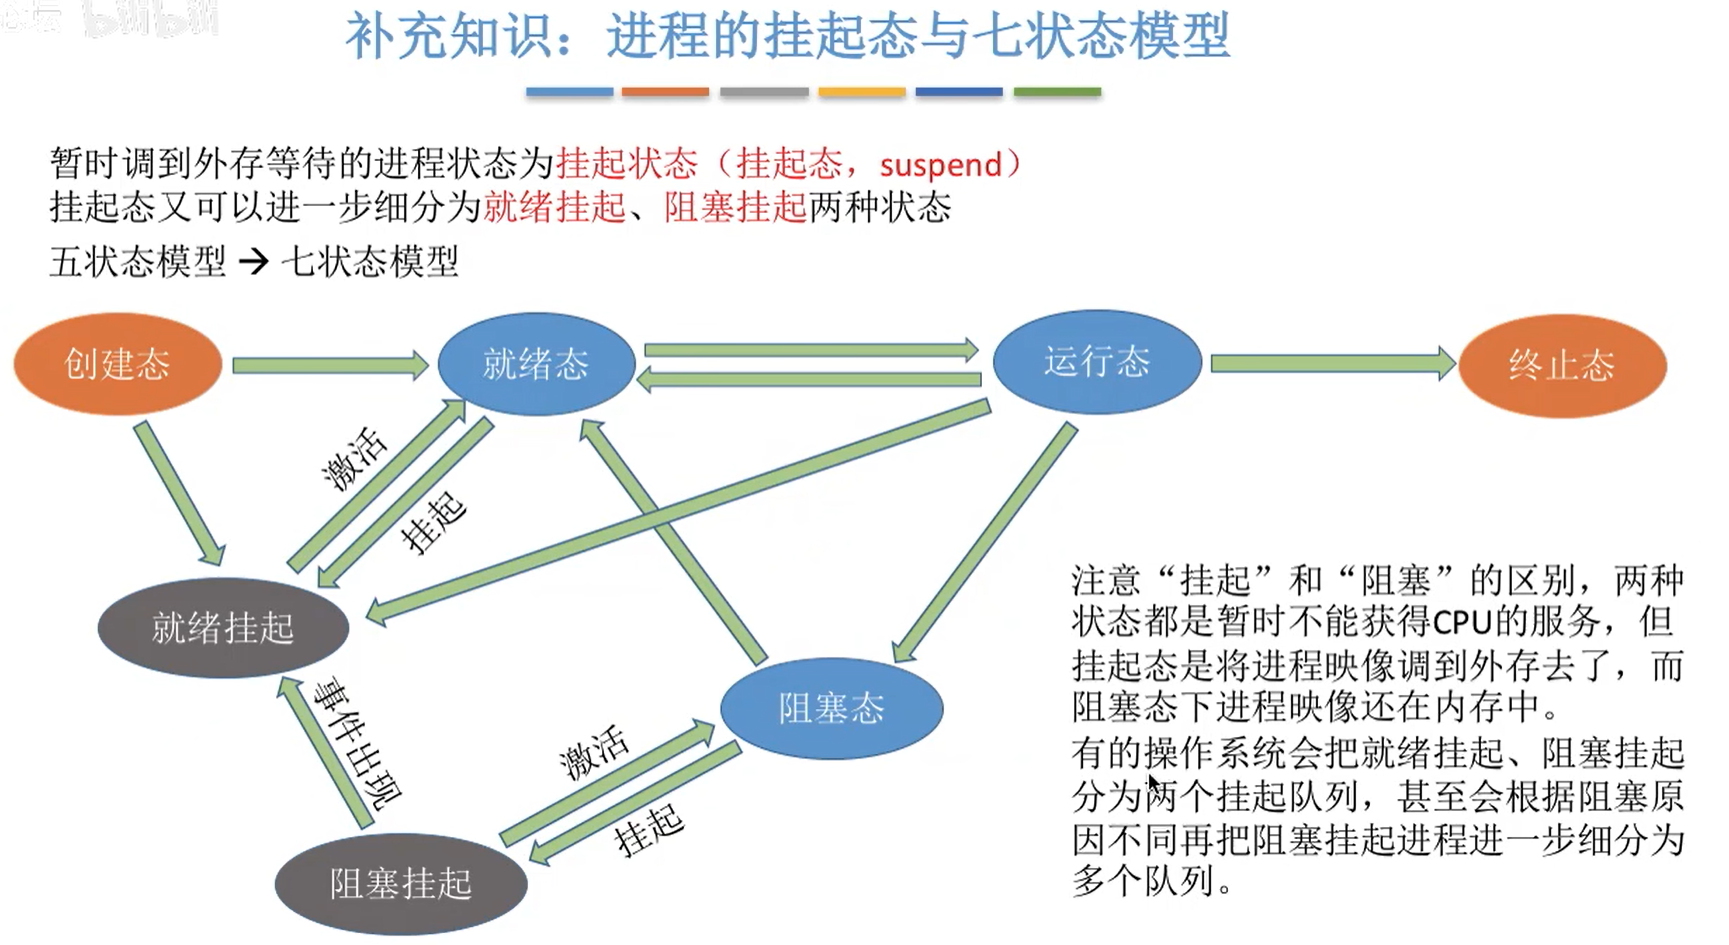 bilibili
补充知识：进程的挂起态与七状态模型
暂时调到外存等待的进程状态为挂起状态（挂起态，suspend）
挂起态又可以进一步细分为就绪挂起、阻塞挂起两种状态
五状态模型 → 七状态模型
创建态
就绪态
运行态
终止态
激活
挂起
就绪挂起
事件出现
阻塞态
激活
挂起
阻塞挂起
注意“挂起”和“阻塞”的区别，两种
状态都是暂时不能获得CPU的服务，但
挂起态是将进程映像调到外存去了，而
阻塞态下进程映像还在内存中。
有的操作系统会把就绪挂起、阻塞挂起
分为两个挂起队列，甚至会根据阻塞原
因不同再把阻塞挂起进程进一步细分为
多个队列。